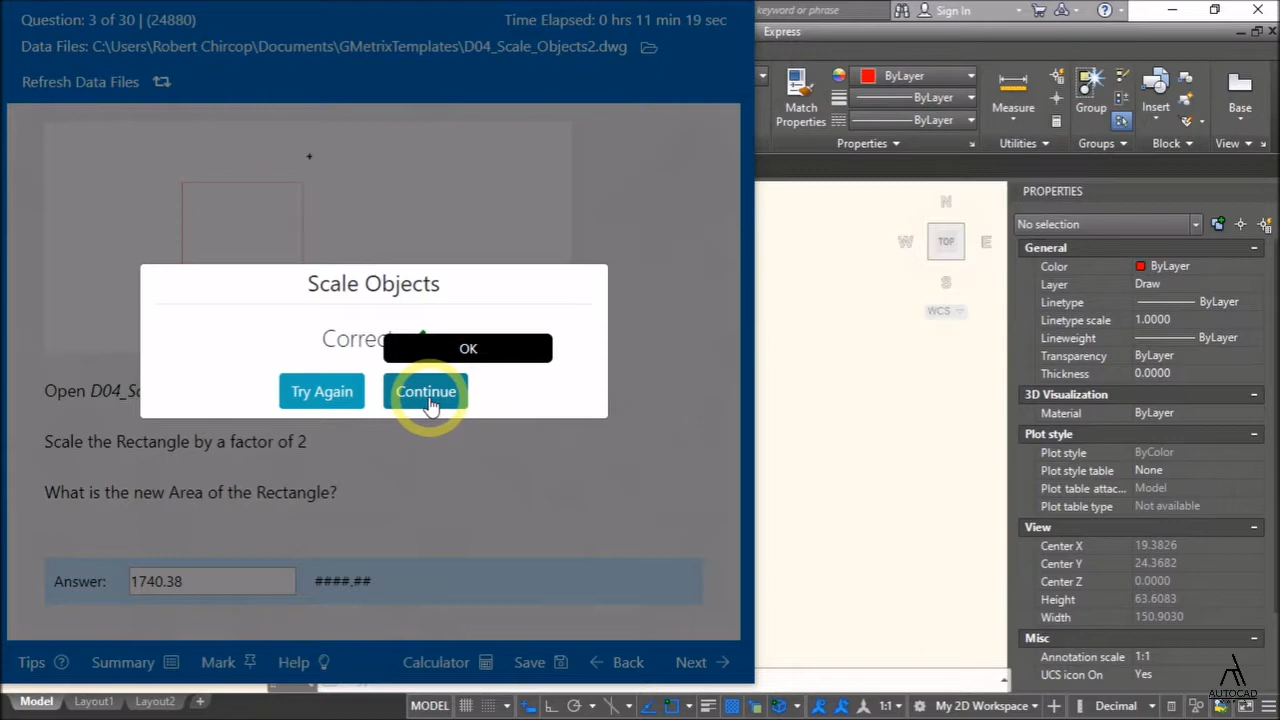 Question: 3 of 30 | (24880)
Time Elapsed: 0 hrs 11 min 19 sec
Data Files: C:\Users\Robert Chircop\Documents\GMetrixTemplates\D04_Scale_Objects2.dwg
Refresh Data Files
keyword or phrase
Sign In
Express
Match
Properties
ByLayer
ByLayer
ByLayer
Properties
Measure
Utilities
Group
Groups
Insert
Block
Base
View
N
W
TOP
E
S
WCS
PROPERTIES
No selection
General
Color ByLayer
Layer Draw
Linetype ByLayer
Linetype scale 1.0000
Lineweight ByLayer
Transparency ByLayer
Thickness 0.0000
3D Visualization
Material ByLayer
Plot style
Plot style ByColor
Plot style table None
Plot table attac... Model
Plot table type Not available
View
Center X 19.3826
Center Y 24.3682
Center Z 0.0000
Height 63.6083
Width 150.9030
Misc
Annotation scale 1:1
UCS icon On Yes
Scale Objects
Correc
OK
Try Again
Continue
Open D04_Sc
Scale the Rectangle by a factor of 2
What is the new Area of the Rectangle?
Answer: 1740.38 ####.##
Tips
Summary
Mark
Help
Calculator
Save
Back
Next
Model
Layout1
Layout2
+
MODEL
1:1
My 2D Workspace
Decimal
AUTOCAD